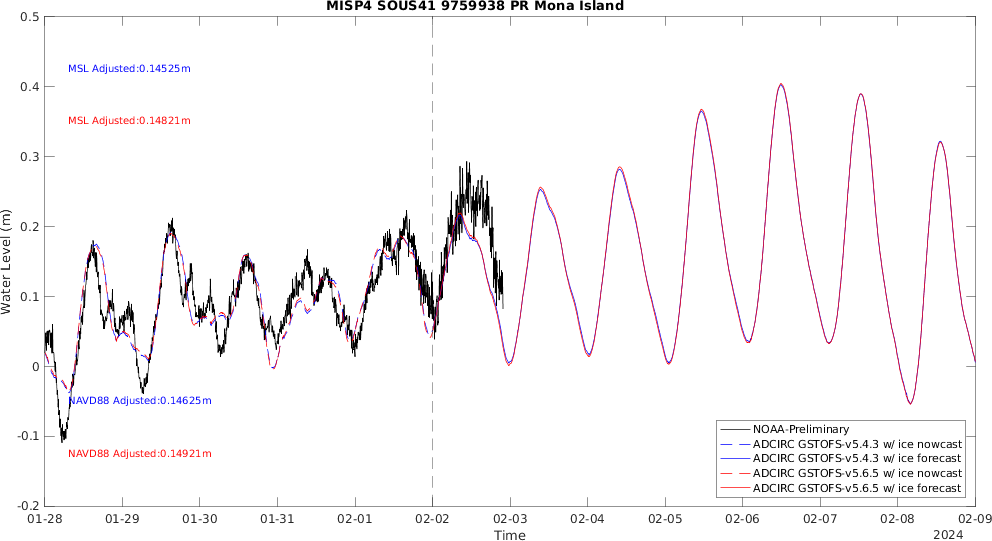 MISP4 SOUS41 9759938 PR Mona Island
0.5
0.4
0.3
0.2
0.1
0
-0.1
-0.2
Water Level (m)
MSL Adjusted:0.14525m
MSL Adjusted:0.14821m
NAVD88 Adjusted:0.14625m
NAVD88 Adjusted:0.14921m
NOAA-Preliminary
ADCIRC GSTOFS-v5.4.3 w/ ice nowcast
ADCIRC GSTOFS-v5.4.3 w/ ice forecast
ADCIRC GSTOFS-v5.6.5 w/ ice nowcast
ADCIRC GSTOFS-v5.6.5 w/ ice forecast
01-28 01-29 01-30 01-31 02-01 02-02 02-03 02-04 02-05 02-06 02-07 02-08 02-09
Time
2024